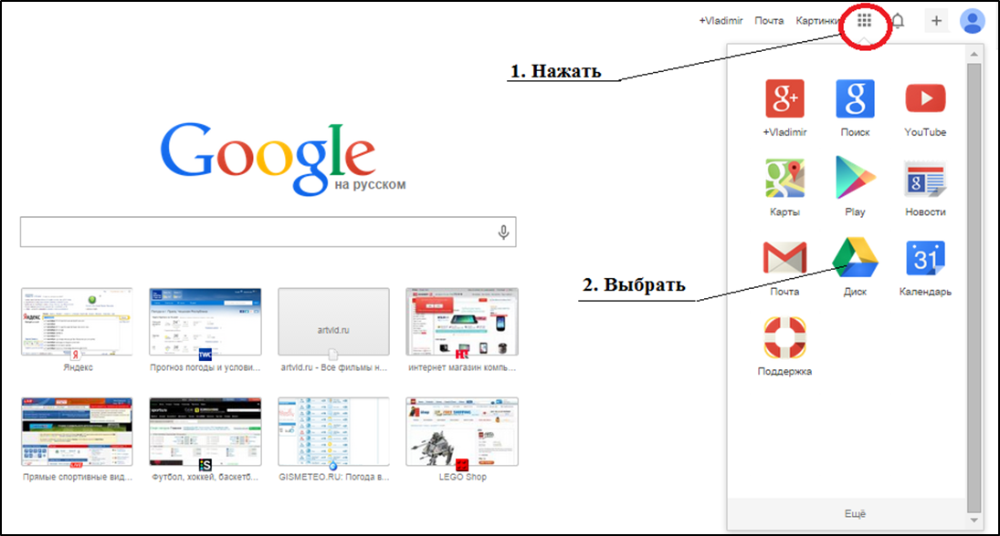 +Vladimir Почта Картинки
1. Нажать
Google
на русском
+Vladimir Поиск YouTube
Карты Play Новости
31
2. Выбрать
Почта Диск Календарь
Поддержка
artvid.ru
Яндекс Прогноз погоды и услови... artvid.ru - Все фильмы н... интернет магазин компь...
Прямые спортивные вид... Футбол, хоккей, баскетб... GISMETEO.RU: Погода в... LEGO Shop
Ещё